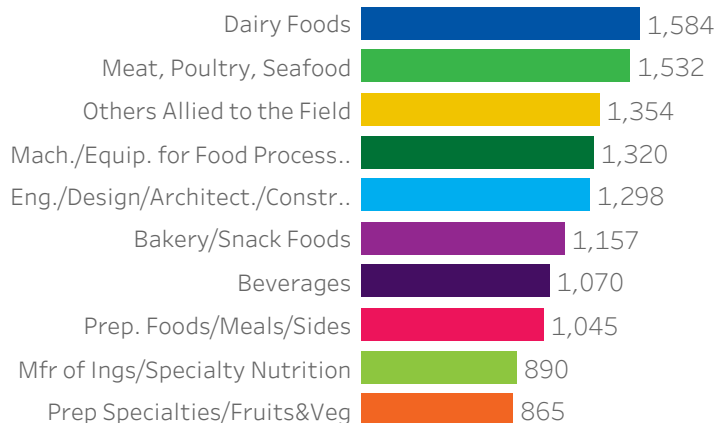 Dairy Foods 1,584
Meat, Poultry, Seafood 1,532
Others Allied to the Field 1,354
Mach./Equip. for Food Process.. 1,320
Eng./Design/Architect./Constr.. 1,298
Bakery/Snack Foods 1,157
Beverages 1,070
Prep. Foods/Meals/Sides 1,045
Mfr of Ings/Specialty Nutrition 890
Prep Specialties/Fruits&Veg 865